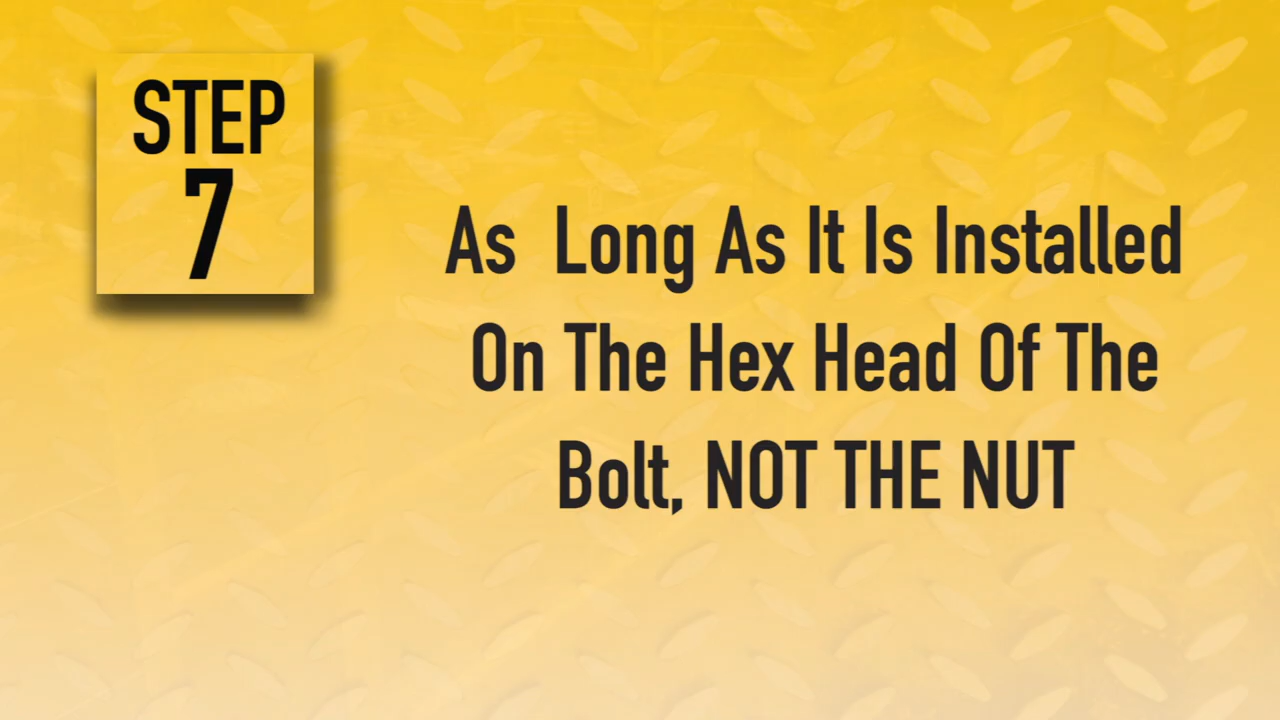 STEP
7
As Long As It Is Installed
On The Hex Head Of The
Bolt, NOT THE NUT